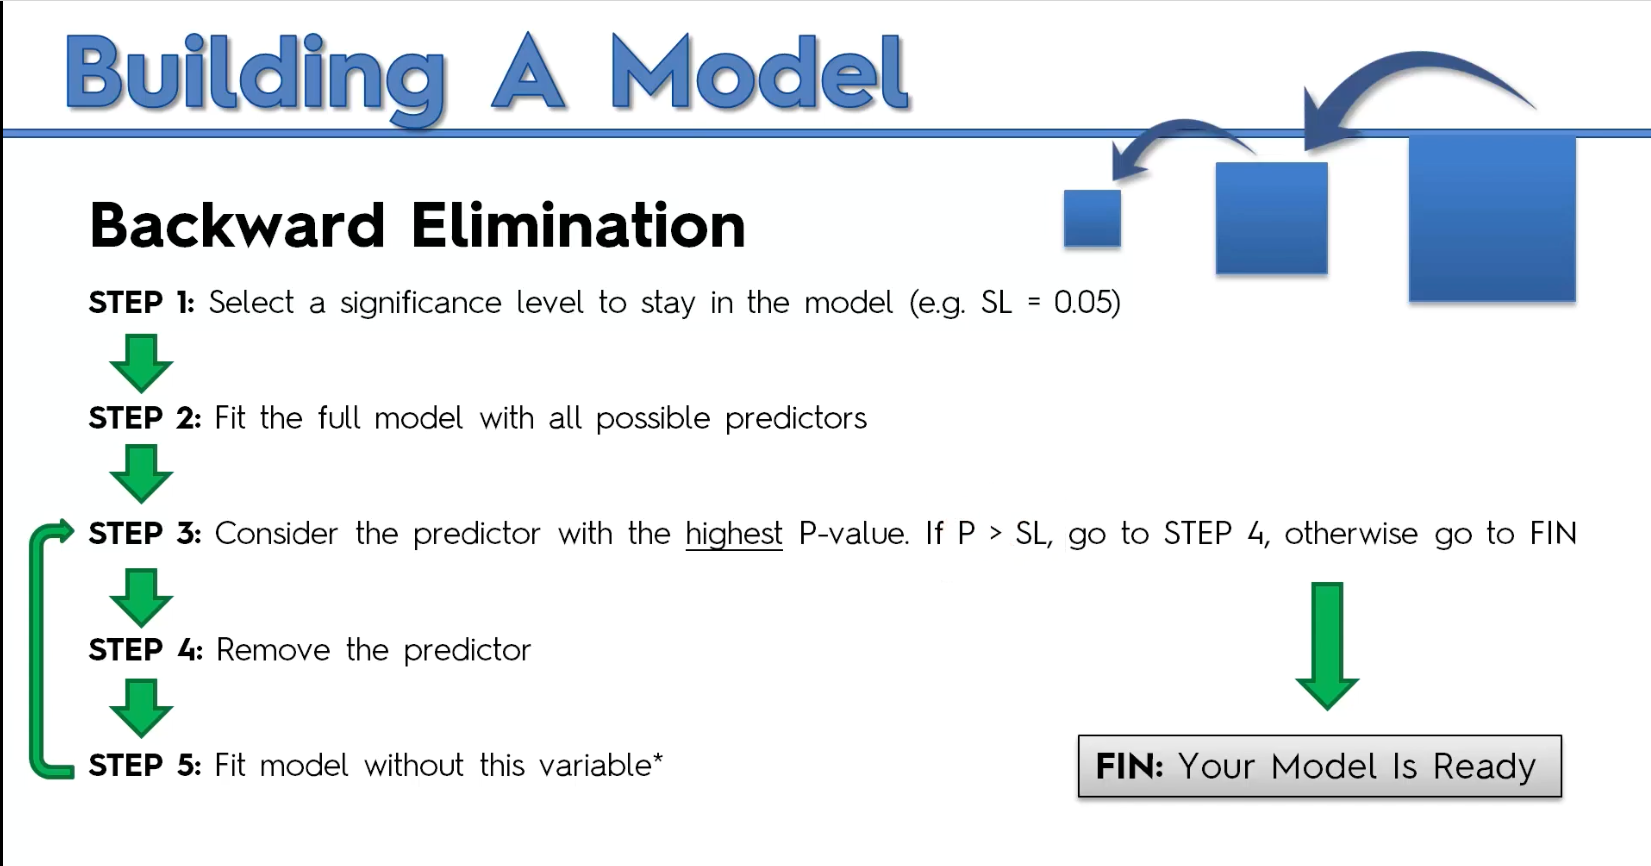 Building A Model
Backward Elimination
STEP 1: Select a significance level to stay in the model (e.g. SL = 0.05)
STEP 2: Fit the full model with all possible predictors
STEP 3: Consider the predictor with the highest P-value. If P > SL, go to STEP 4, otherwise go to FIN
STEP 4: Remove the predictor
STEP 5: Fit model without this variable*
FIN: Your Model Is Ready